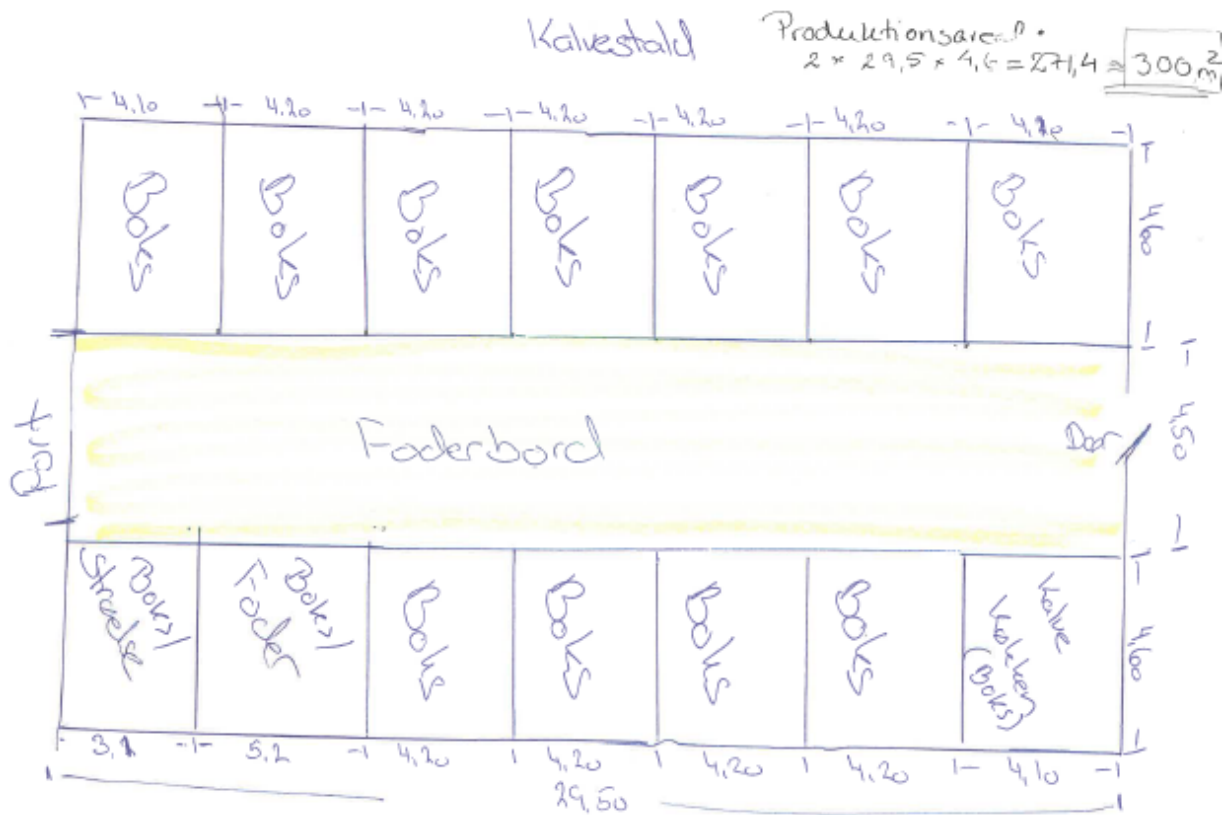 Kalvestald
Produktionsareal:
2 × 29,5 × 4,6 = 271,4 ≈ 300 m²
4,10 4,20 4,20 4,20 4,20 4,20 4,10
Boks Boks Boks Boks Boks Boks Boks
4,60
Port
Foderbord
Dør
4,50
Boks/
Strøelse
Boks/
Foder
Boks Boks Boks Boks
Kalve
Køkken
(Boks)
4,60
3,1 5,2 4,20 4,20 4,20 4,20 4,10
29,50